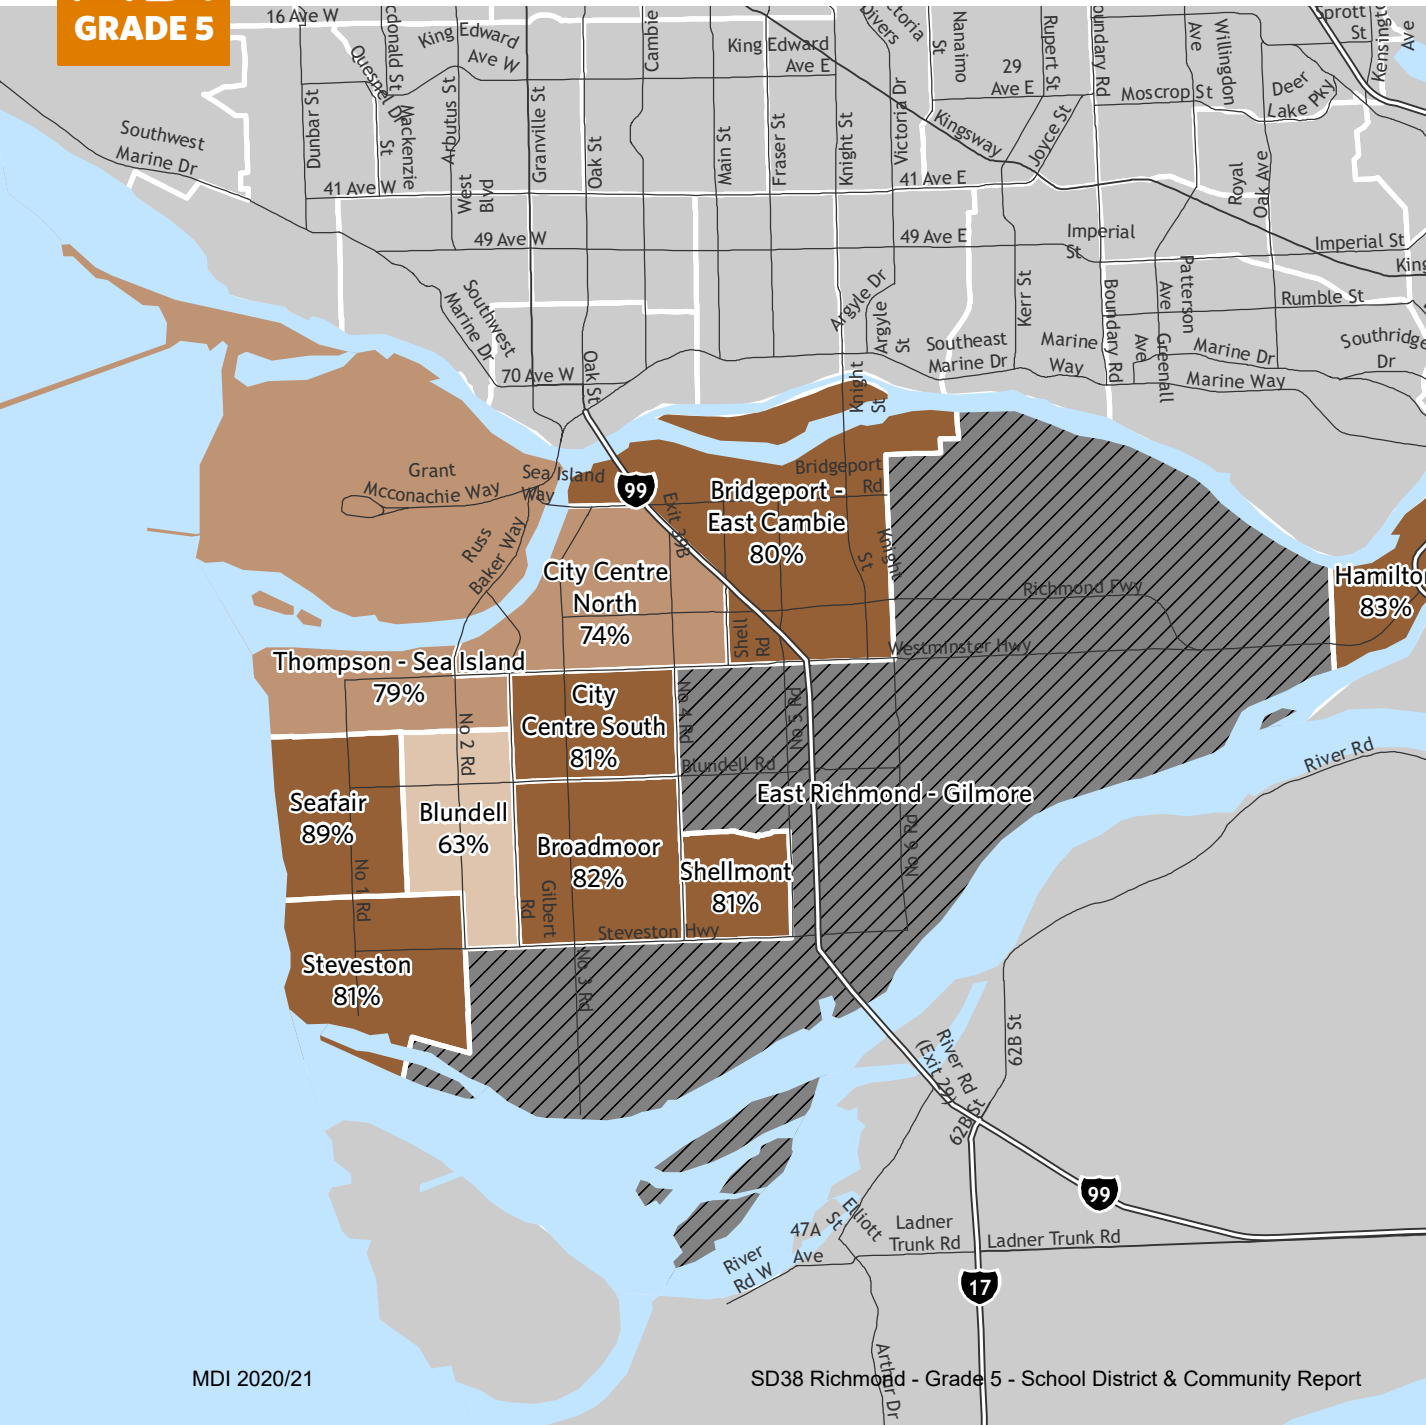 GRADE 5
16 Ave W
cdonald St
King Edward
Ave W
Quesnel Dr
Cambie
King Edward
Ave E
ctoria
Divers
Nanaimo
St
29
Ave E
Rupert St
oundary Rd
Ave
Willingdon
Moscrop St
Deer
Lake Pky
Sprott
St
Kensingt
Ave
Southwest
Marine Dr
Dunbar St
St
Mackenzie
Arbutus St
West
Blvd
Granville St
Oak St
Main St
Fraser St
Knight St
Victoria Dr
Kingsway
Joyce St
Royal
Oak Ave
41 Ave W
41 Ave E
49 Ave W
49 Ave E
Imperial
St
Imperial St
King
Southwest
Marine Dr
Argyle Dr
Argyle
St
Kerr St
Boundary Rd
Patterson
Ave
Rumble St
Southeast
Marine Dr
Marine
Way
Greenall
Ave
Marine Dr
Marine Way
Southridge
Dr
70 Ave W
Oak St
Knight
St
Grant
Mcconachie Way
Sea Island
Way
99
Exit 39B
Bridgeport
Rd
Bridgeport -
East Cambie
80%
Russ
Baker Way
City Centre
North
74%
Knight
St
Shell
Rd
Richmond Fwy
Westminster Hwy
Hamilto
83%
Thompson - Sea Island
79%
City
Centre South
81%
No 2 Rd
No 4 Rd
No 5 Rd
Blundell Rd
River Rd
East Richmond - Gilmore
Seafair
89%
Blundell
63%
Broadmoor
82%
Shellmont
81%
No 6 Rd
No 1 Rd
Gilbert
Rd
Steveston Hwy
Steveston
81%
No 3 Rd
62B St
River Rd
(Exit 29)
62B St
99
Elliott
St
47A
Ave
Ladner
Trunk Rd
Ladner Trunk Rd
River
Rd W
17
Arthur Dr
MDI 2020/21
SD38 Richmond - Grade 5 - School District & Community Report